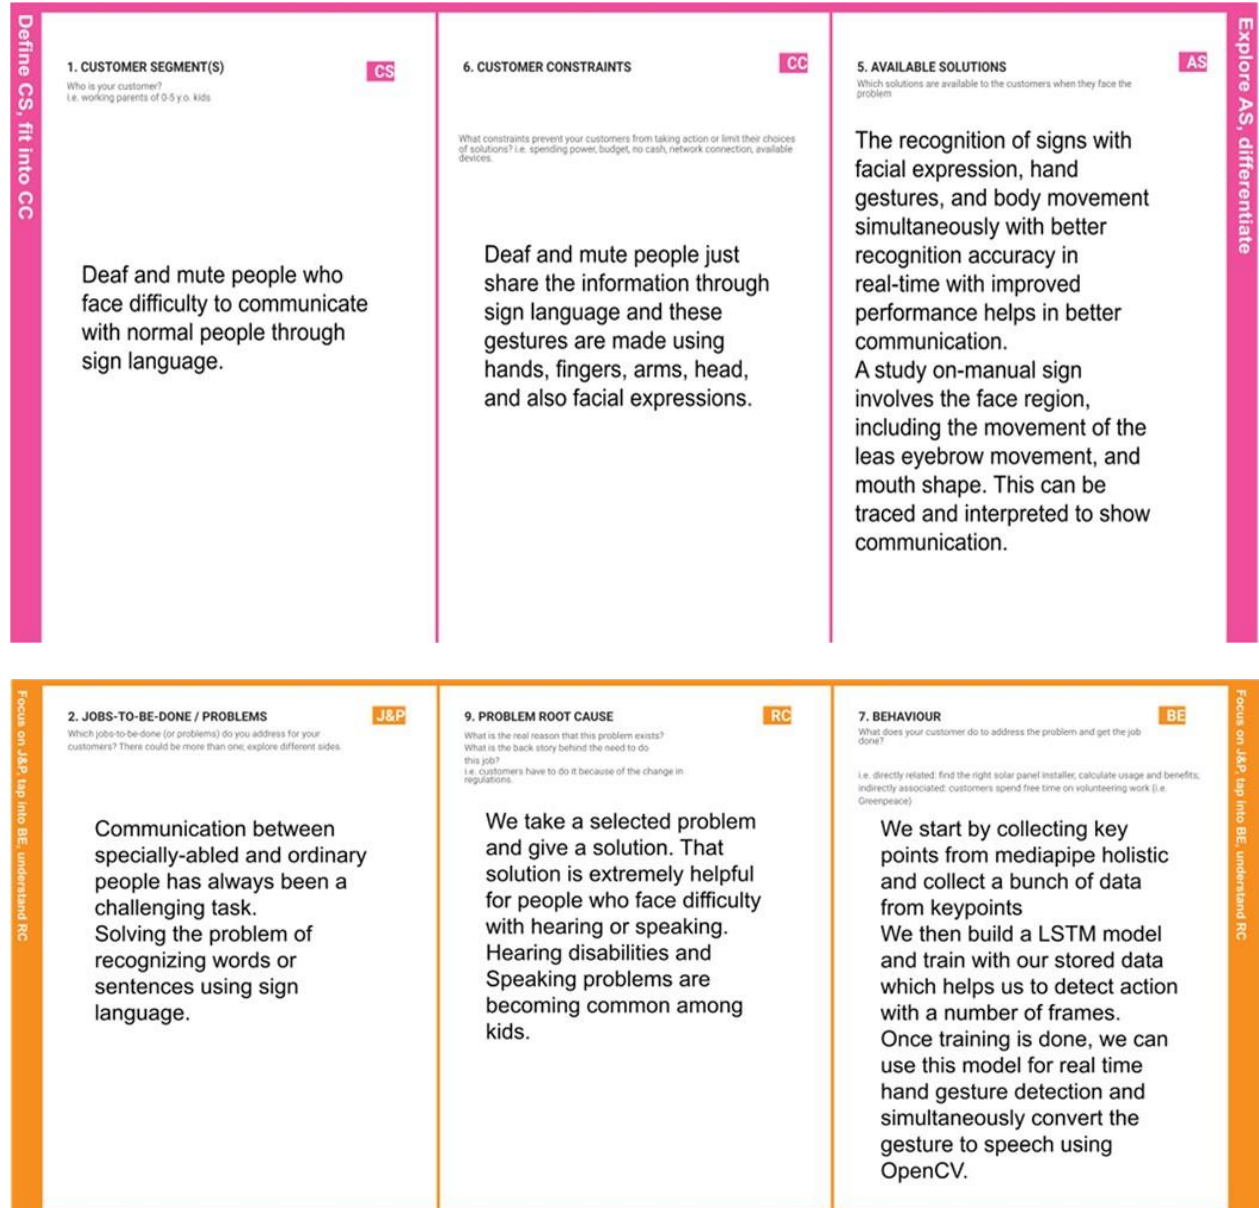 Define CS, fit into CC
1. CUSTOMER SEGMENT(S)
CS
Who is your customer?
i.e. working parents of 0-5 y.o. kids
Deaf and mute people who
face difficulty to communicate
with normal people through
sign language.
6. CUSTOMER CONSTRAINTS
CC
What constraints prevent your customers from taking action or limit their choices
of solutions? i.e. spending power, budget, no cash, network connection, available
devices.
Deaf and mute people just
share the information through
sign language and these
gestures are made using
hands, fingers, arms, head,
and also facial expressions.
5. AVAILABLE SOLUTIONS
AS
Which solutions are available to the customers when they face the
problem
The recognition of signs with
facial expression, hand
gestures, and body movement
simultaneously with better
recognition accuracy in
real-time with improved
performance helps in better
communication.
A study on-manual sign
involves the face region,
including the movement of the
leas eyebrow movement, and
mouth shape. This can be
traced and interpreted to show
communication.
Explore AS, differentiate
Focus on J&P, tap into BE, understand RC
2. JOBS-TO-BE-DONE / PROBLEMS
J&P
Which jobs-to-be-done (or problems) do you address for your
customers? There could be more than one; explore different sides.
Communication between
specially-abled and ordinary
people has always been a
challenging task.
Solving the problem of
recognizing words or
sentences using sign
language.
9. PROBLEM ROOT CAUSE
RC
What is the real reason that this problem exists?
What is the back story behind the need to do
this job?
i.e. customers have to do it because of the change in
regulations.
We take a selected problem
and give a solution. That
solution is extremely helpful
for people who face difficulty
with hearing or speaking.
Hearing disabilities and
Speaking problems are
becoming common among
kids.
7. BEHAVIOUR
BE
What does your customer do to address the problem and get the job
done?
i.e. directly related: find the right solar panel installer, calculate usage and benefits;
indirectly associated: customers spend free time on volunteering work (i.e.
Greenpeace)
We start by collecting key
points from mediapipe holistic
and collect a bunch of data
from keypoints
We then build a LSTM model
and train with our stored data
which helps us to detect action
with a number of frames.
Once training is done, we can
use this model for real time
hand gesture detection and
simultaneously convert the
gesture to speech using
OpenCV.
Focus on J&P, tap into BE, understand RC